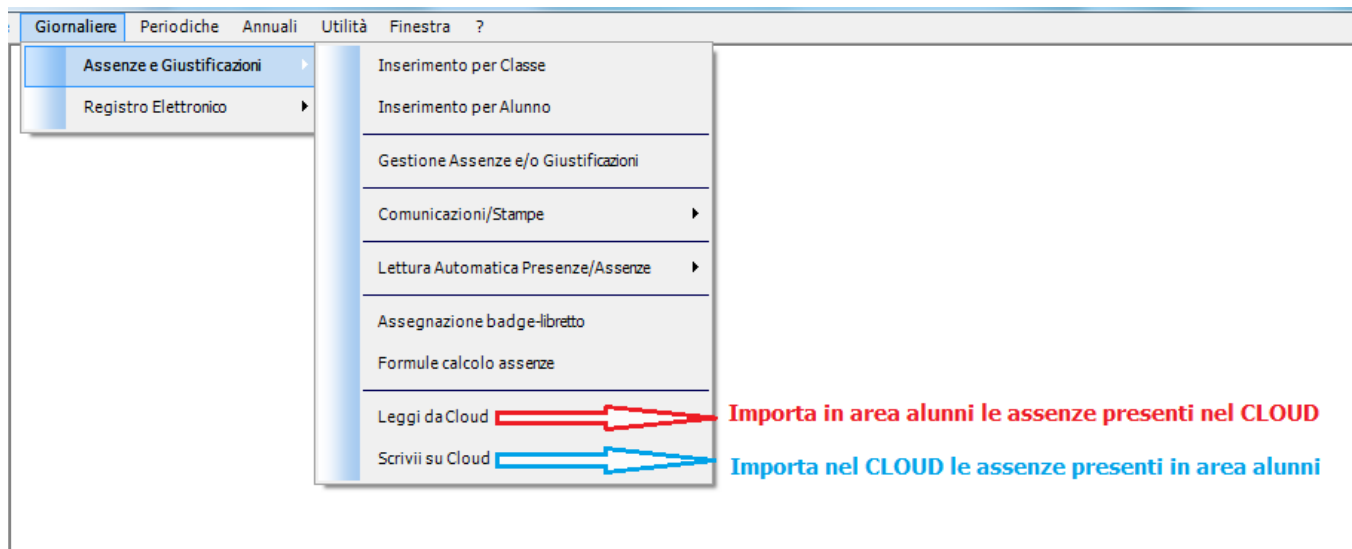 Giornaliere Periodiche Annuali Utilità Finestra ?
Assenze e Giustificazioni
Registro Elettronico
Inserimento per Classe
Inserimento per Alunno
Gestione Assenze e/o Giustificazioni
Comunicazioni/Stampe
Lettura Automatica Presenze/Assenze
Assegnazione badge-libretto
Formule calcolo assenze
Leggi da Cloud
Importa in area alunni le assenze presenti nel CLOUD
Scrivii su Cloud
Importa nel CLOUD le assenze presenti in area alunni